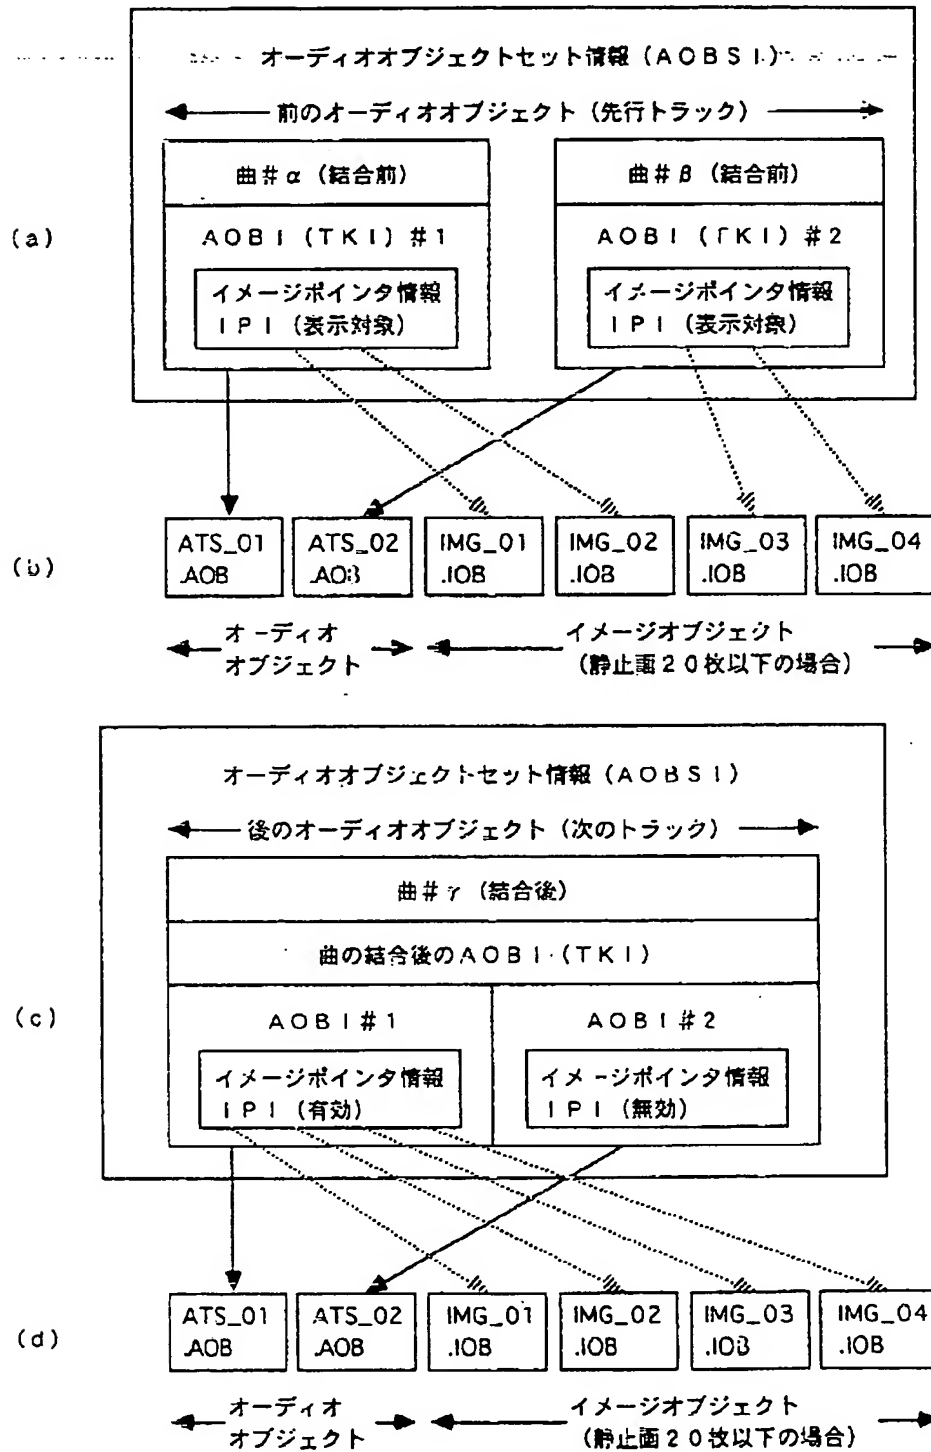 オーディオオブジェクトセット情報（AOBSI）
前のオーディオオブジェクト（先行トラック）
曲#α（結合前）
曲#β（結合前）
(a)
AOBI（TKI）#1
AOBI（TKI）#2
イメージポインタ情報
IPI（表示対象）
イメージポインタ情報
IPI（表示対象）
(b)
ATS_01
.AOB
ATS_02
.AOB
IMG_01
.IOB
IMG_02
.IOB
IMG_03
.IOB
IMG_04
.IOB
オーディオ
オブジェクト
イメージオブジェクト
（静止画20枚以下の場合）
オーディオオブジェクトセット情報（AOBSI）
後のオーディオオブジェクト（次のトラック）
曲#γ（結合後）
曲の結合後のAOBI（TKI）
(c)
AOBI#1
AOBI#2
イメージポインタ情報
IPI（有効）
イメージポインタ情報
IPI（無効）
(d)
ATS_01
.AOB
ATS_02
.AOB
IMG_01
.IOB
IMG_02
.IOB
IMG_03
.IOB
IMG_04
.IOB
オーディオ
オブジェクト
イメージオブジェクト
（静止画20枚以下の場合）